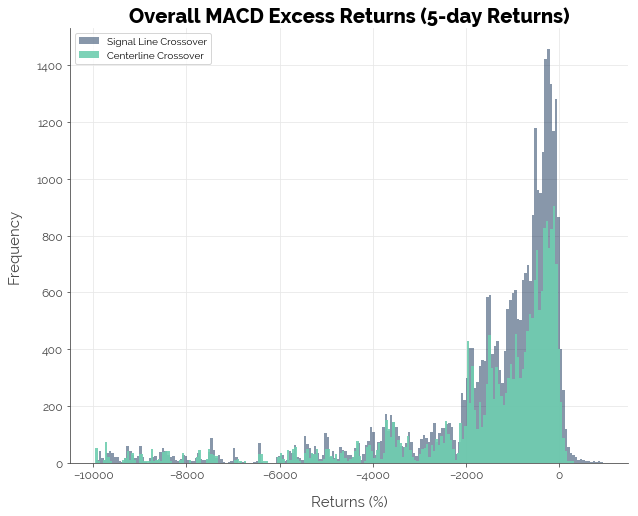 Overall MACD Excess Returns (5-day Returns)
Signal Line Crossover
Centerline Crossover
1400
1200
1000
800
600
400
200
0
Frequency
−10000 −8000 −6000 −4000 −2000 0
Returns (%)